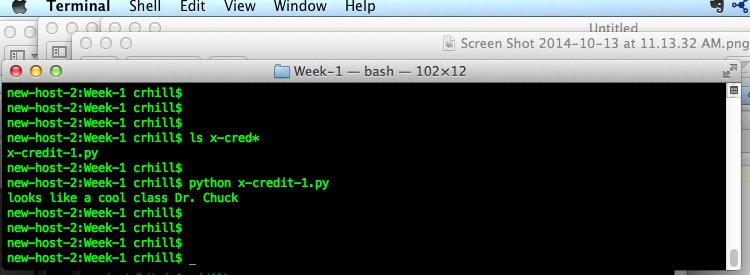 Terminal Shell Edit View Window Help
Untitled
Screen Shot 2014-10-13 at 11.13.32 AM.png
Week-1 — bash — 102×12
new-host-2:Week-1 crhill$
new-host-2:Week-1 crhill$
new-host-2:Week-1 crhill$
new-host-2:Week-1 crhill$ ls x-cred*
x-credit-1.py
new-host-2:Week-1 crhill$
new-host-2:Week-1 crhill$ python x-credit-1.py
looks like a cool class Dr. Chuck
new-host-2:Week-1 crhill$
new-host-2:Week-1 crhill$
new-host-2:Week-1 crhill$
new-host-2:Week-1 crhill$ _